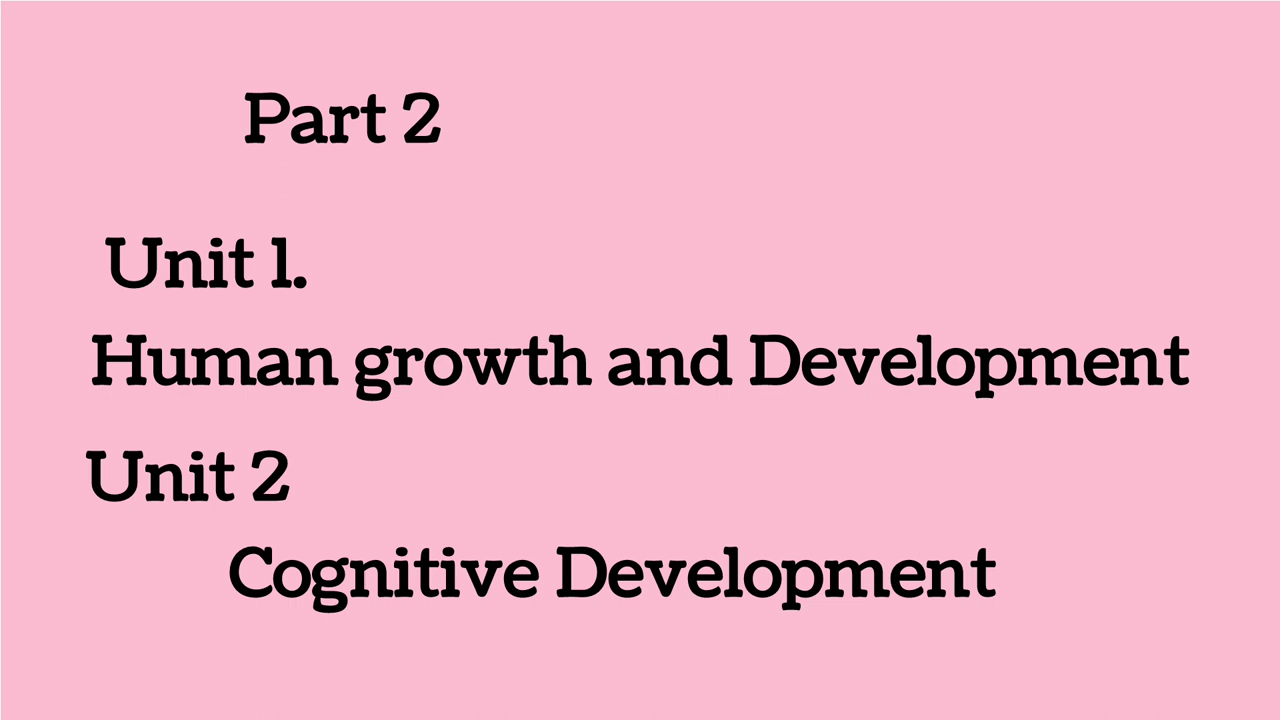 Part 2
Unit 1.
Human growth and Development
Unit 2
Cognitive Development